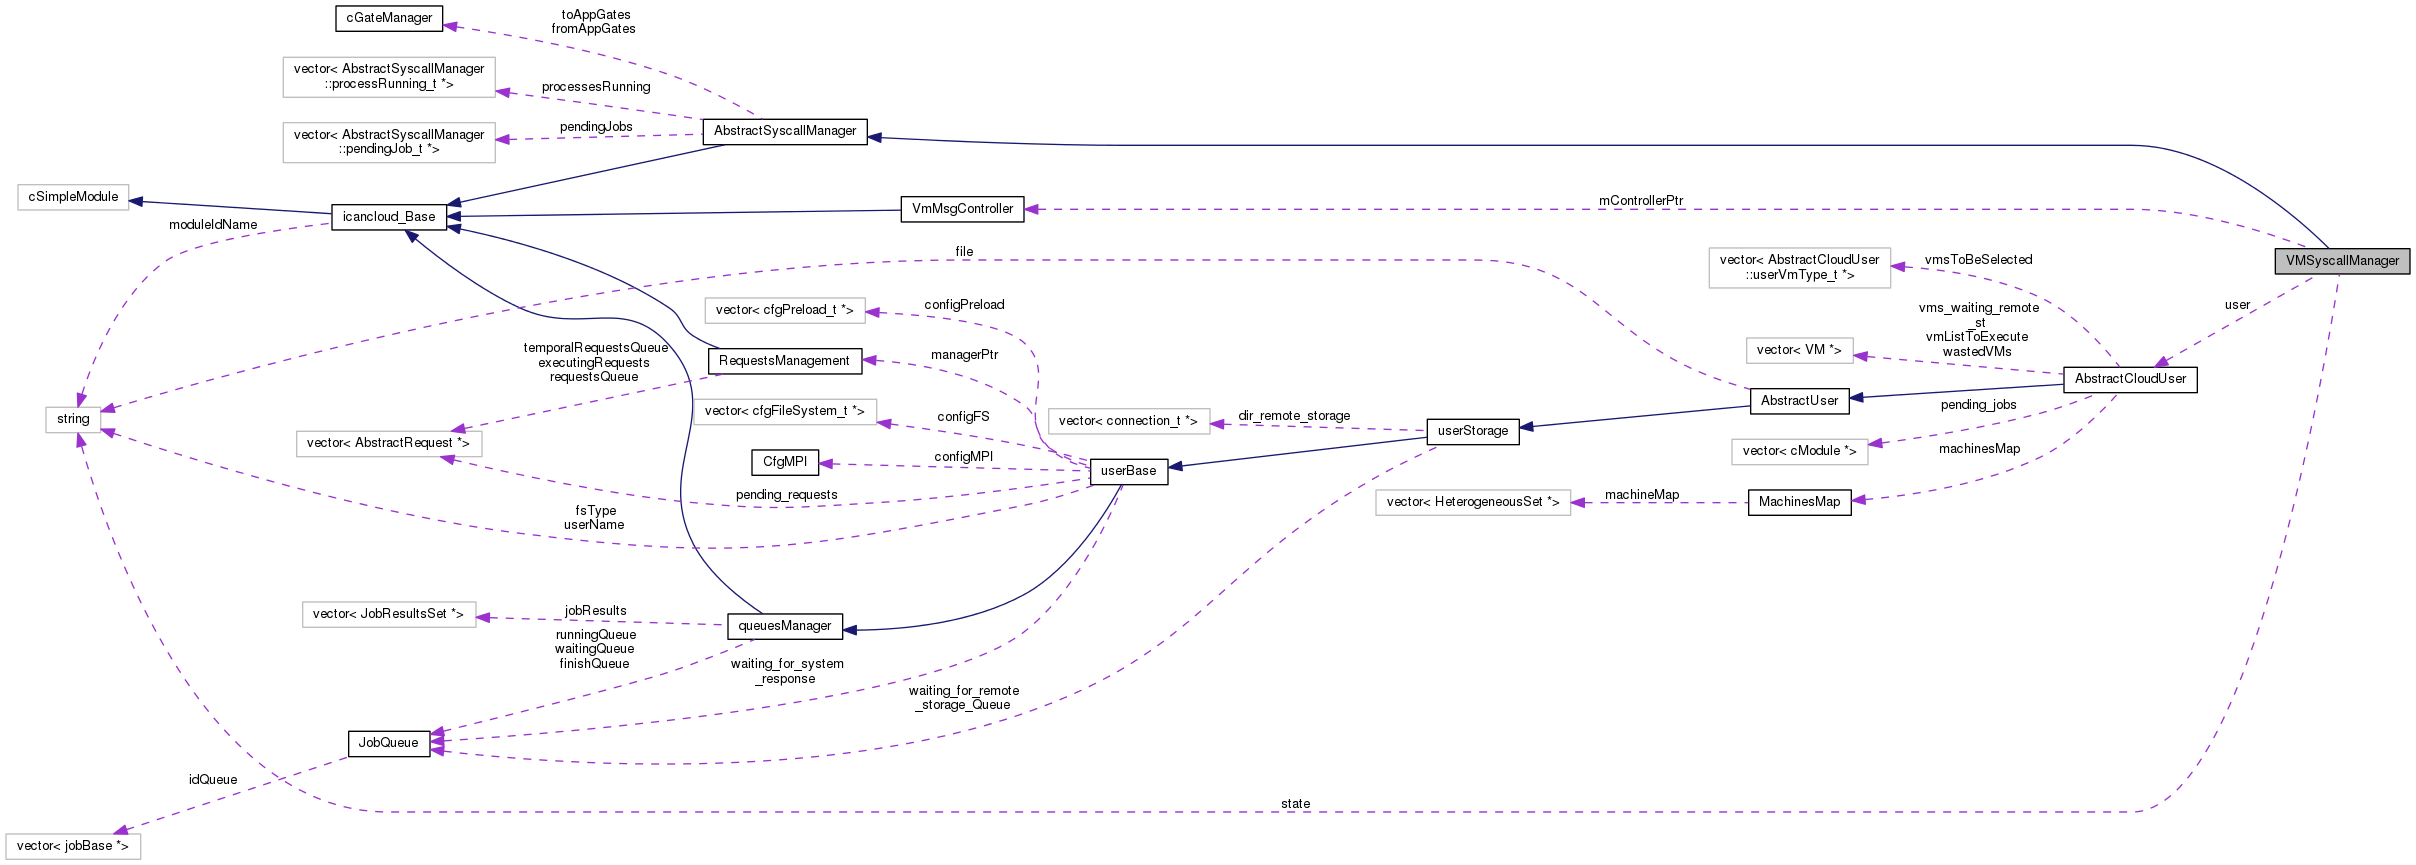 cGateManager
toAppGates
fromAppGates
vector< AbstractSyscallManager
::processRunning_t *>
processesRunning
vector< AbstractSyscallManager
::pendingJob_t *>
pendingJobs
AbstractSyscallManager
cSimpleModule
icancloud_Base
moduleIdName
VmMsgController
mControllerPtr
VMSyscallManager
file
vector< AbstractCloudUser
::userVmType_t *>
vmsToBeSelected
user
vector< cfgPreload_t *>
configPreload
vms_waiting_remote
_st
vmListToExecute
wastedVMs
vector< VM *>
temporalRequestsQueue
executingRequests
requestsQueue
RequestsManagement
managerPtr
AbstractCloudUser
AbstractUser
string
vector< AbstractRequest *>
vector< cfgFileSystem_t *>
configFS
vector< connection_t *>
dir_remote_storage
userStorage
pending_jobs
vector< cModule *>
machinesMap
CfgMPI
configMPI
userBase
pending_requests
vector< HeterogeneousSet *>
machineMap
MachinesMap
fsType
userName
vector< JobResultsSet *>
jobResults
queuesManager
runningQueue
waitingQueue
finishQueue
waiting_for_system
_response
waiting_for_remote
_storage_Queue
JobQueue
idQueue
state
vector< jobBase *>